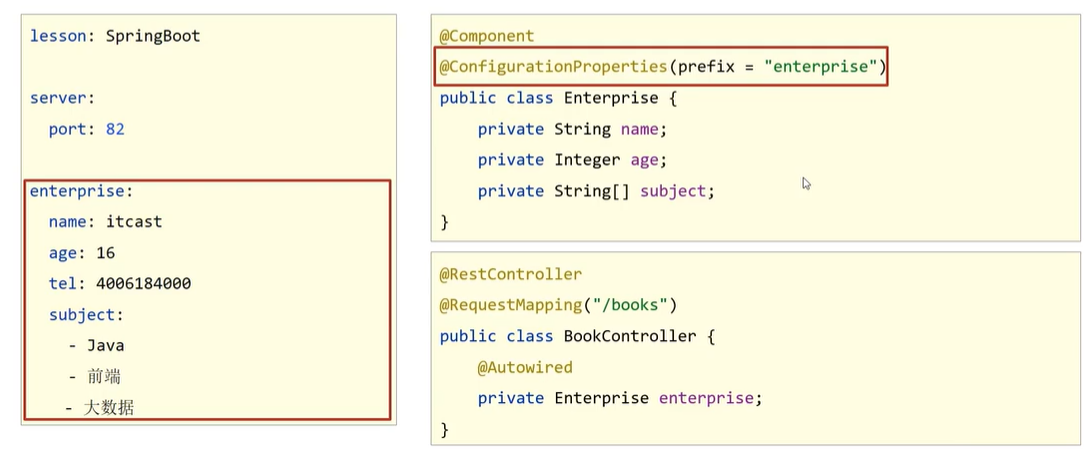 lesson: SpringBoot
server:
port: 82
enterprise:
name: itcast
age: 16
tel: 4006184000
subject:
- Java
- 前端
- 大数据
@Component
@ConfigurationProperties(prefix = "enterprise")
public class Enterprise {
private String name;
private Integer age;
private String[] subject;
}
@RestController
@RequestMapping("/books")
public class BookController {
@Autowired
private Enterprise enterprise;
}